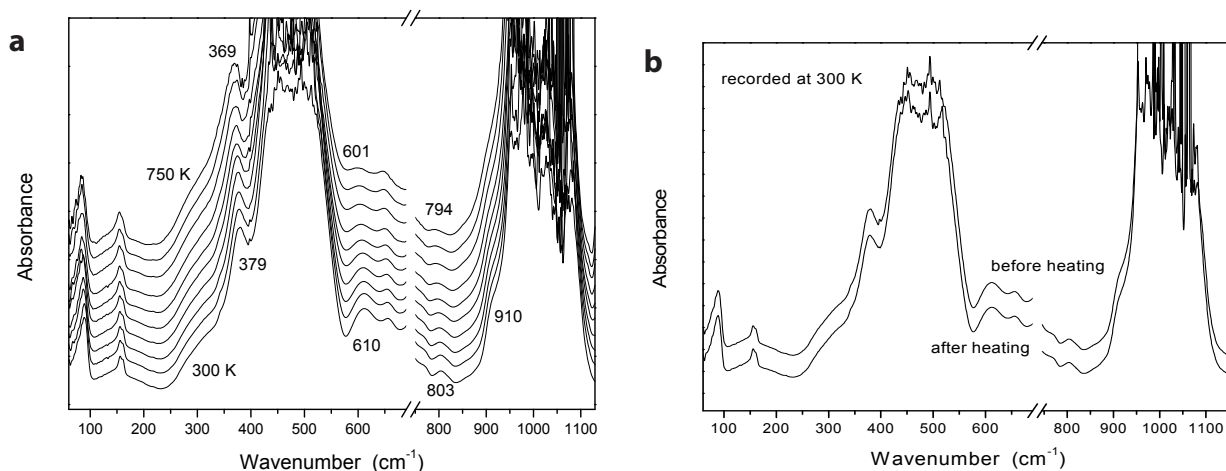 a
369
750 K
601
794
379
910
610
300 K
803
Absorbance
100 200 300 400 500 600 800 900 1000 1100
Wavenumber (cm⁻¹)
b
recorded at 300 K
before heating
after heating
Absorbance
100 200 300 400 500 600 800 900 1000 1100
Wavenumber (cm⁻¹)